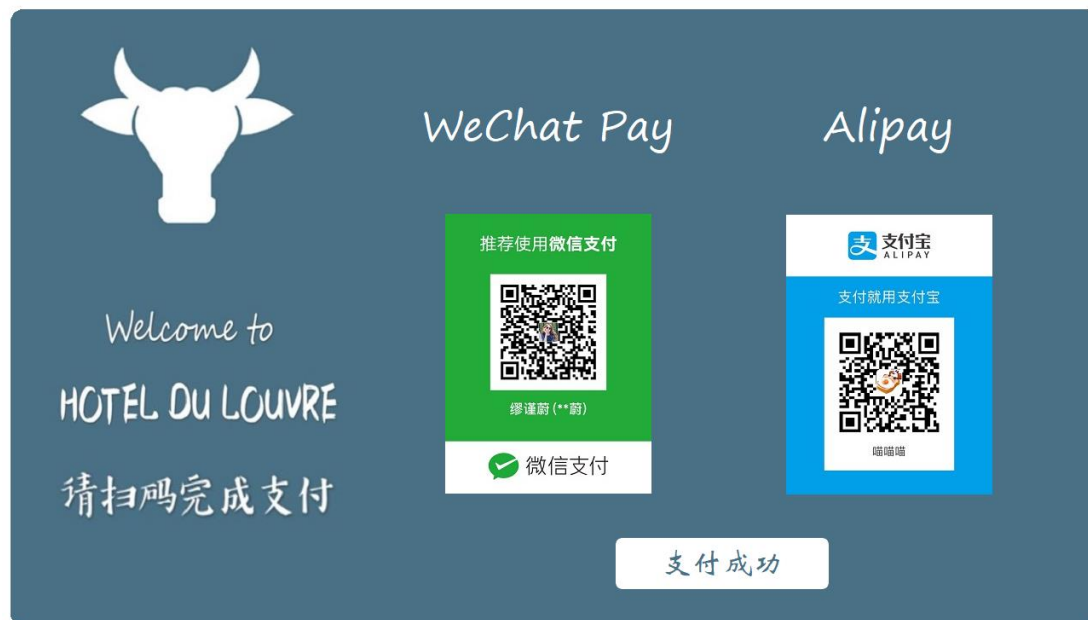 Welcome to
HOTEL DU LOUVRE
请扫码完成支付
WeChat Pay
推荐使用微信支付
缪谨蔚(**蔚)
微信支付
Alipay
支 支付宝
ALIPAY
支付就用支付宝
喵喵喵
支付成功